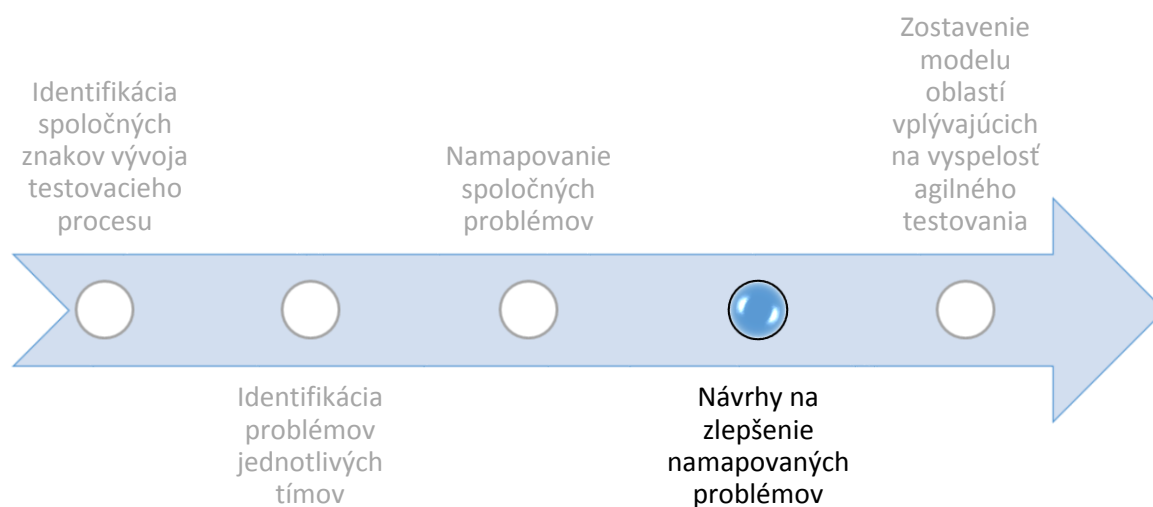 Identifikácia
spoločných
znakov vývoja
testovacieho
procesu
Identifikácia
problémov
jednotlivých
tímov
Namapovanie
spoločných
problémov
Návrhy na
zlepšenie
namapovaných
problémov
Zostavenie
modelu
oblastí
vplývajúcich
na vyspelosť
agilného
testovania